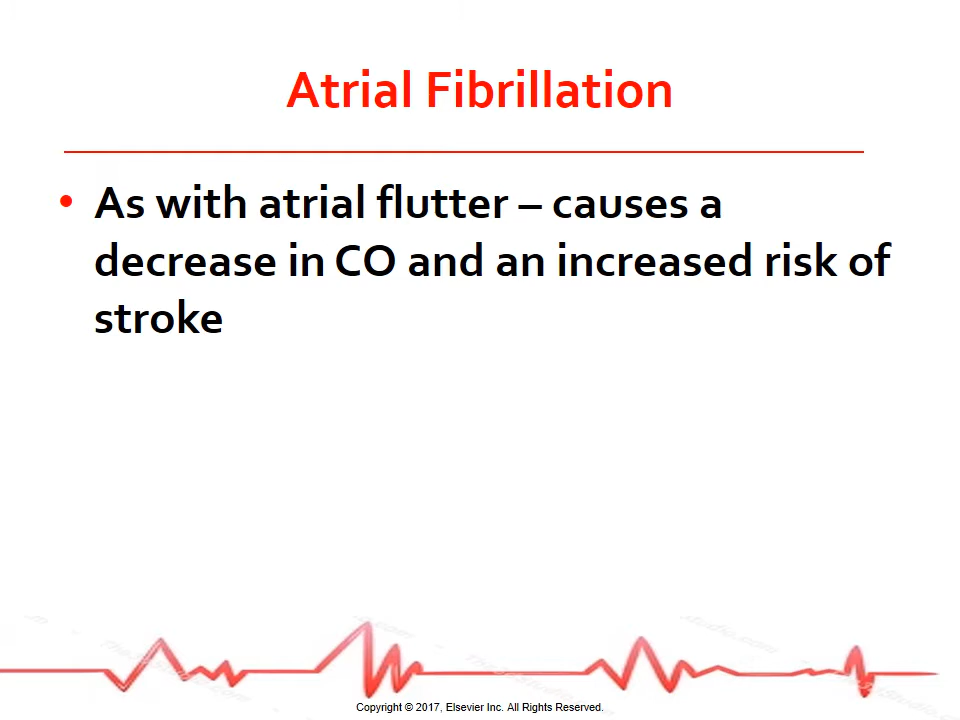 Atrial Fibrillation
• As with atrial flutter – causes a
decrease in CO and an increased risk of
stroke
Copyright © 2017, Elsevier Inc. All Rights Reserved.